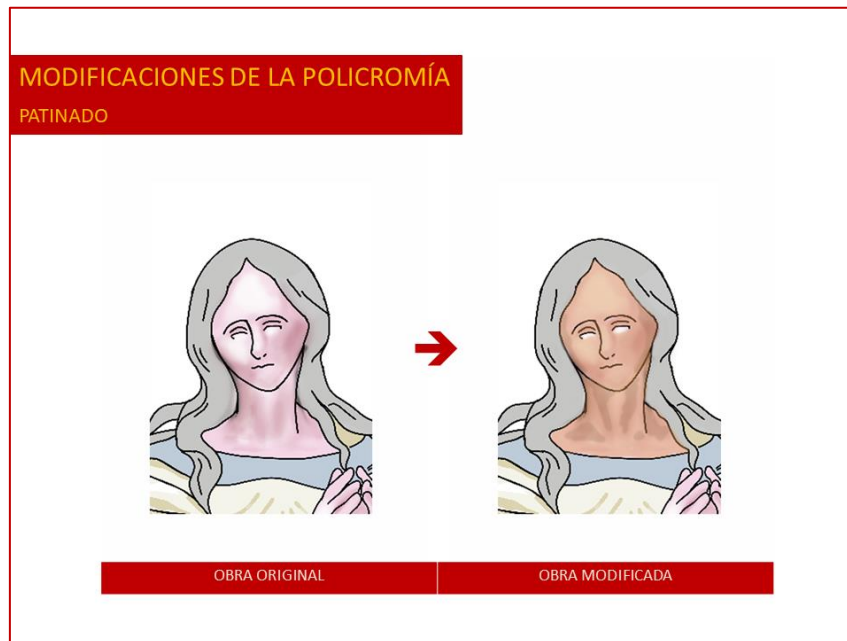 MODIFICACIONES DE LA POLICROMÍA
PATINADO
OBRA ORIGINAL
OBRA MODIFICADA